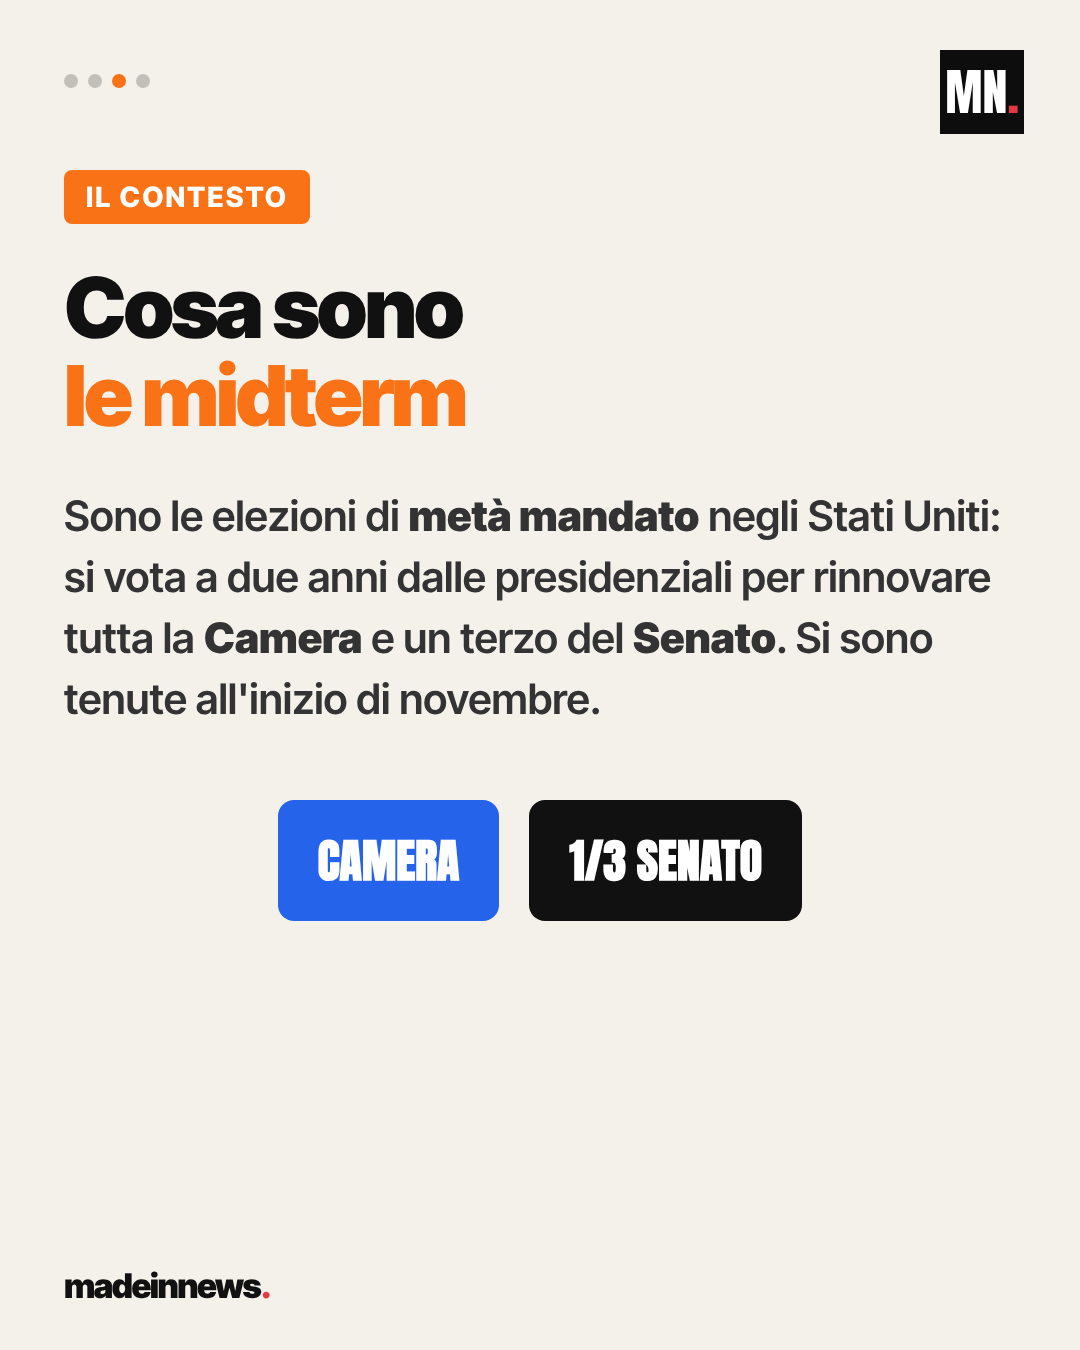 MN.
IL CONTESTO
Cosa sono
le midterm
Sono le elezioni di metà mandato negli Stati Uniti:
si vota a due anni dalle presidenziali per rinnovare
tutta la Camera e un terzo del Senato. Si sono
tenute all'inizio di novembre.
CAMERA
1/3 SENATO
madeinnews.